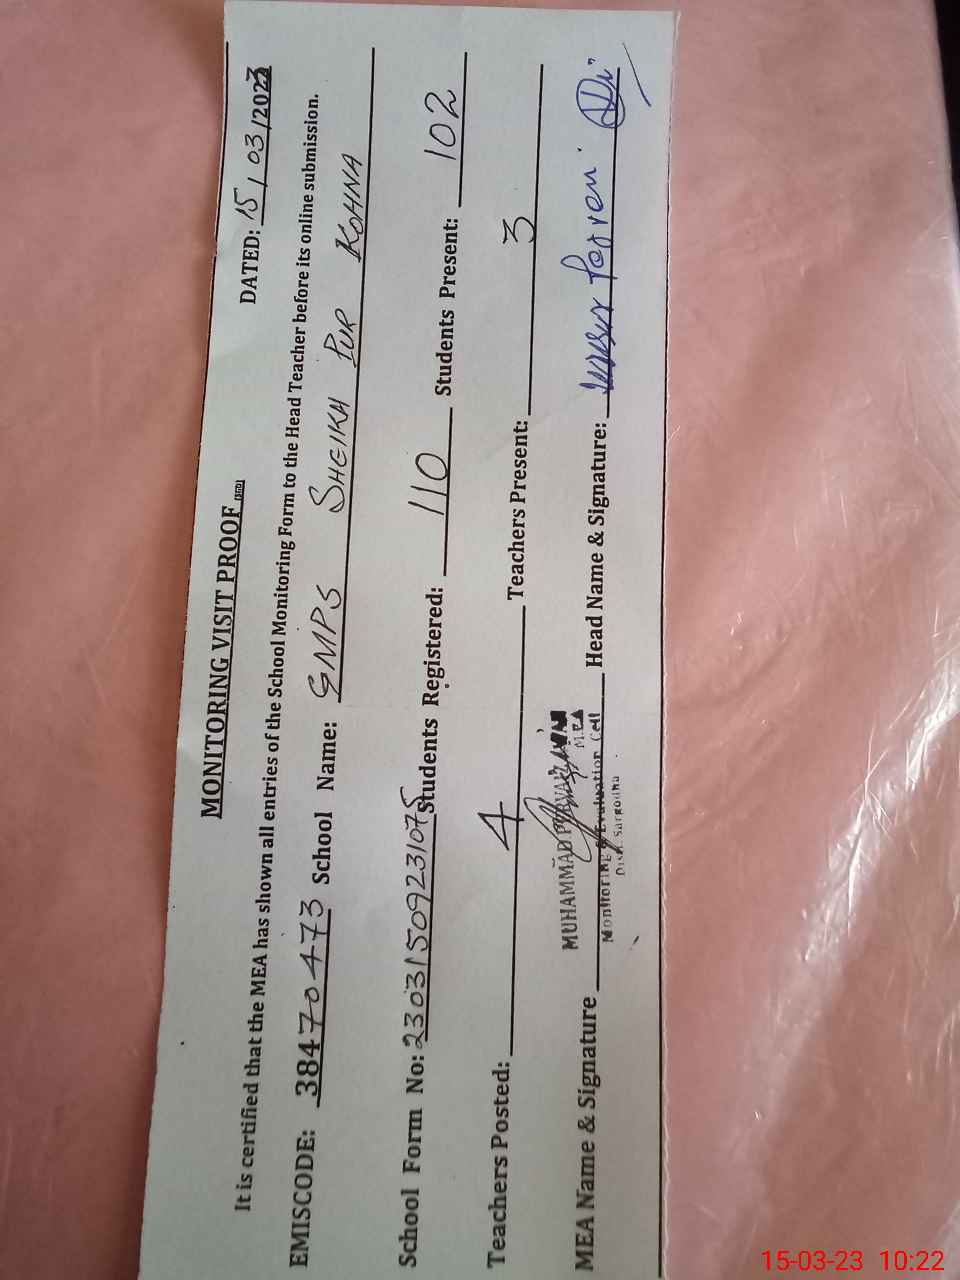 MONITORING VISIT PROOF (SMF)
DATED: 15/03/2023
It is certified that the MEA has shown all entries of the School Monitoring Form to the Head Teacher before its online submission.
EMISCODE: 38470473 School Name: GMPS SHEIKH PUR KOHNA
School Form No: 23031509231075 Students Registered: 110 Students Present: 102
Teachers Posted: 4 Teachers Present: 3
MEA Name & Signature Head Name & Signature:
MUHAMMAD
M.E.A
Monitoring & Evaluation Cell
Distt. Sargodha
15-03-23 10:22